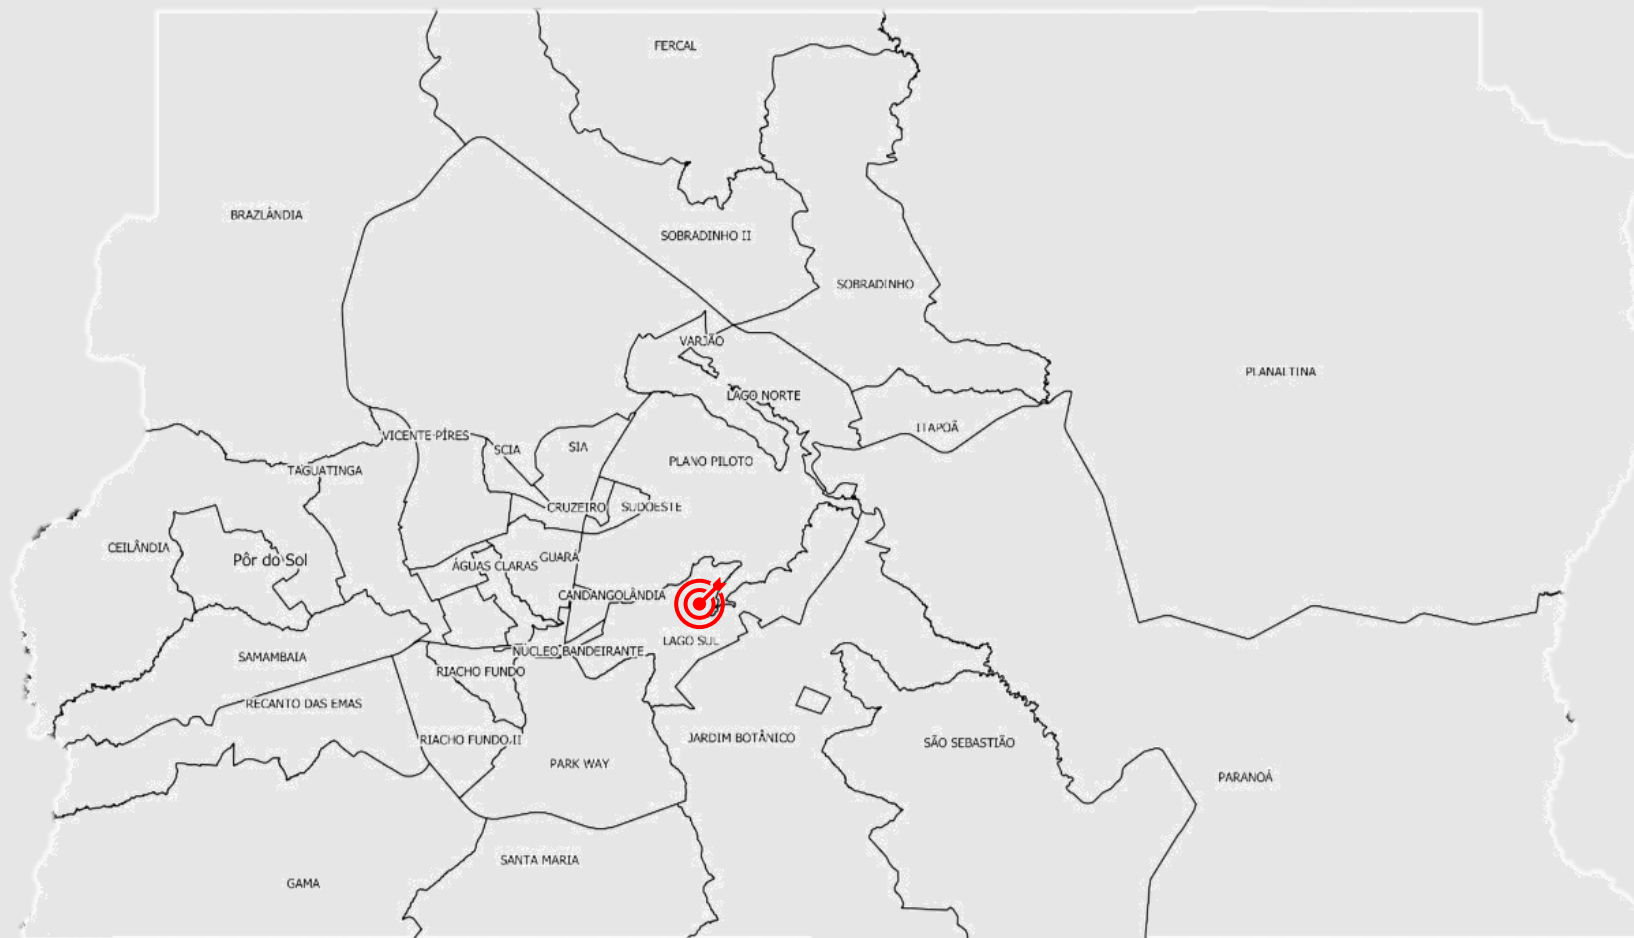 FERCAL
BRAZLÂNDIA
SOBRADINHO II
SOBRADINHO
VARJÃO
PLANALTINA
LAGO NORTE
ITAPOÃ
VICENTE PIRES
SCIA
SIA
PLANO PILOTO
TAGUATINGA
CRUZEIRO
SUDOESTE
CEILÂNDIA
Pôr do Sol
ÁGUAS CLARAS
GUARÁ
CANDANGOLÂNDIA
LAGO SUL
NÚCLEO BANDEIRANTE
SAMAMBAIA
RIACHO FUNDO
RECANTO DAS EMAS
RIACHO FUNDO II
JARDIM BOTÂNICO
SÃO SEBASTIÃO
PARK WAY
PARANOÁ
SANTA MARIA
GAMA